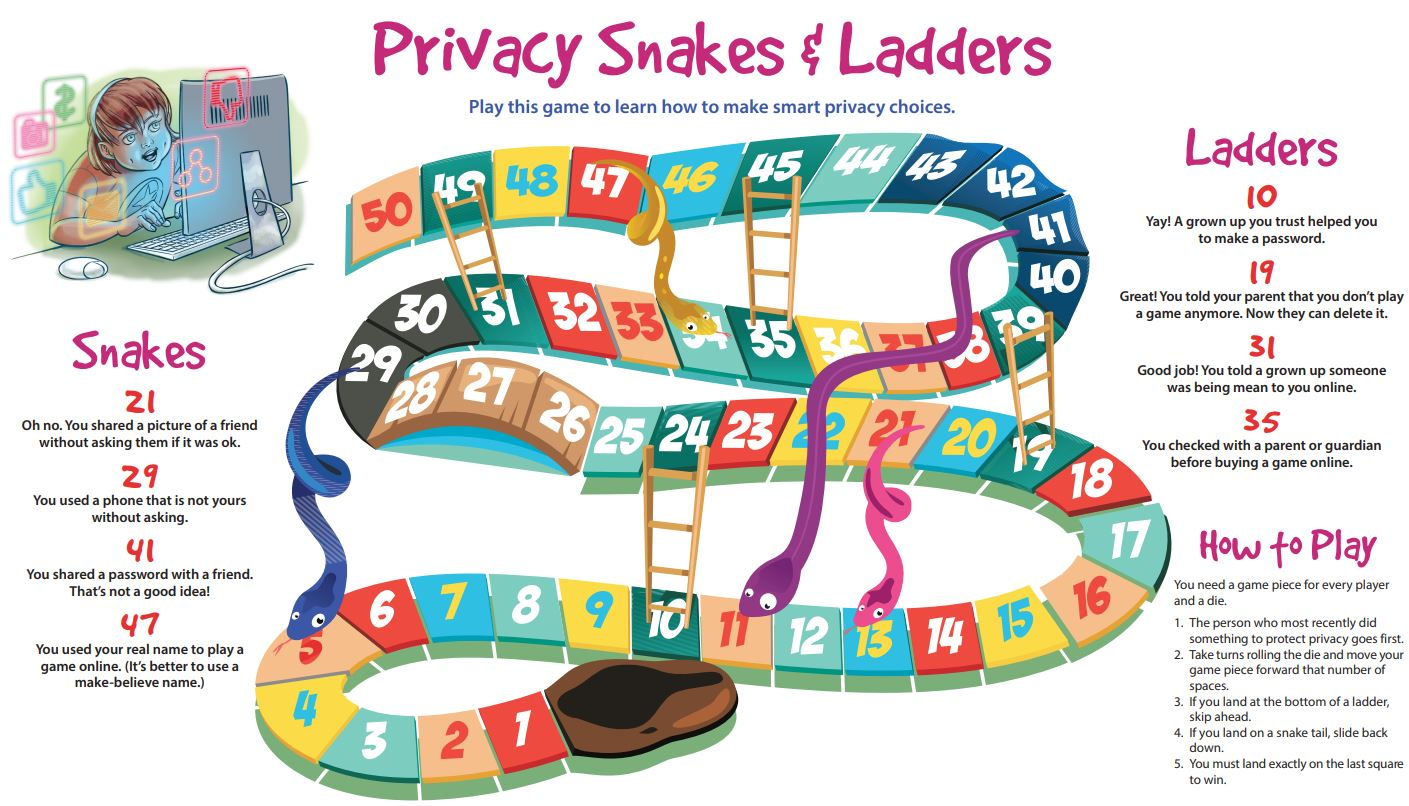 Privacy Snakes & Ladders
Play this game to learn how to make smart privacy choices.
Snakes
21
Oh no. You shared a picture of a friend
without asking them if it was ok.
29
You used a phone that is not yours
without asking.
41
You shared a password with a friend.
That's not a good idea!
47
You used your real name to play a
game online. (It's better to use a
make-believe name.)
50
49
48
47
46
45
44
43
42
41
40
39
38
37
36
35
34
33
32
31
30
29
28
27
26
25
24
23
22
21
20
19
18
17
16
15
14
13
12
11
10
9
8
7
6
5
4
3
2
1
Ladders
10
Yay! A grown up you trust helped you
to make a password.
19
Great! You told your parent that you don't play
a game anymore. Now they can delete it.
31
Good job! You told a grown up someone
was being mean to you online.
35
You checked with a parent or guardian
before buying a game online.
How to Play
You need a game piece for every player
and a die.
1. The person who most recently did
something to protect privacy goes first.
2. Take turns rolling the die and move your
game piece forward that number of
spaces.
3. If you land at the bottom of a ladder,
skip ahead.
4. If you land on a snake tail, slide back
down.
5. You must land exactly on the last square
to win.